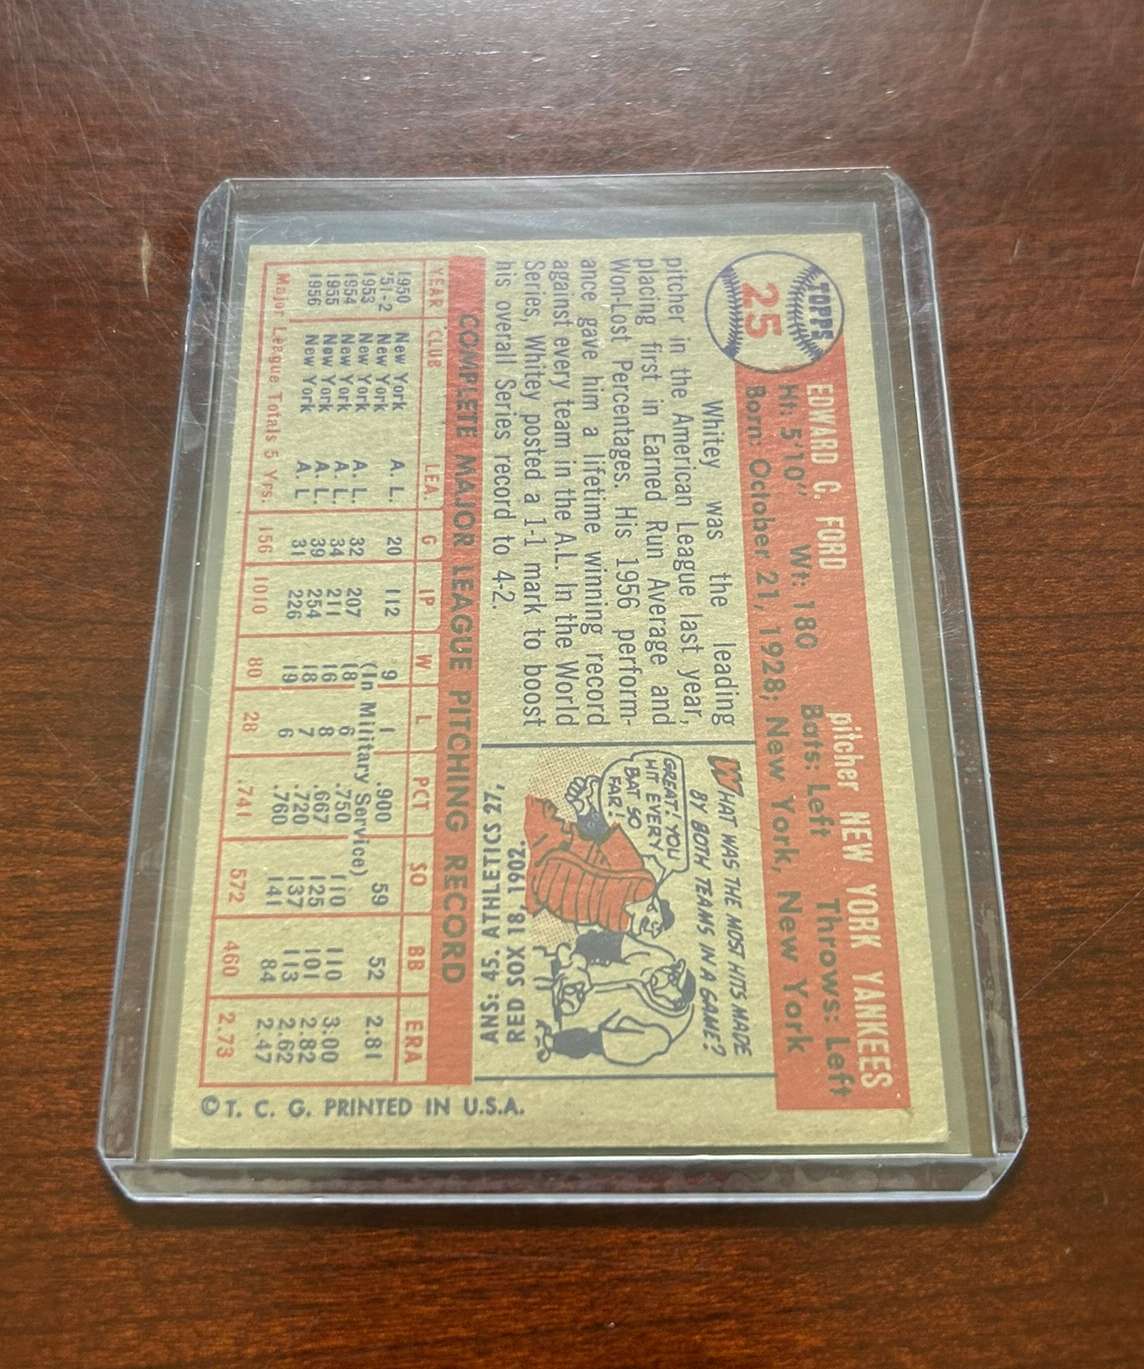 TOPPS
25
EDWARD C. FORD pitcher NEW YORK YANKEES
Ht: 5'10" Wt: 180 Bats: Left Throws: Left
Born: October 21, 1928; New York, New York
Whitey was the leading
pitcher in the American League last year,
placing first in Earned Run Average and
Won-Lost Percentages. His 1956 perform-
ance gave him a lifetime winning record
against every team in the A.L. In the World
Series, Whitey posted a 1-1 mark to boost
his overall Series record to 4-2.
WHAT WAS THE MOST HITS MADE
BY BOTH TEAMS IN A GAME?
GREAT! YOU
HIT EVERY
BAT SO
FAR!
ANS: 45. ATHLETICS 27,
RED SOX 18, 1902.
COMPLETE MAJOR LEAGUE PITCHING RECORD
YEAR CLUB LEA. G IP W L PCT SO BB ERA
1950 New York A. L. 20 112 9 1 .900 59 52 2.81
'51-2 New York (In Military Service)
1953 New York A. L. 32 207 18 6 .750 110 110 3.00
1954 New York A. L. 34 211 16 8 .667 125 101 2.82
1955 New York A. L. 39 254 18 7 .720 137 113 2.62
1956 New York A. L. 31 226 19 6 .760 141 84 2.47
Major League Totals 5 Yrs. 156 1010 80 28 .741 572 460 2.73
© T. C. G. PRINTED IN U.S.A.